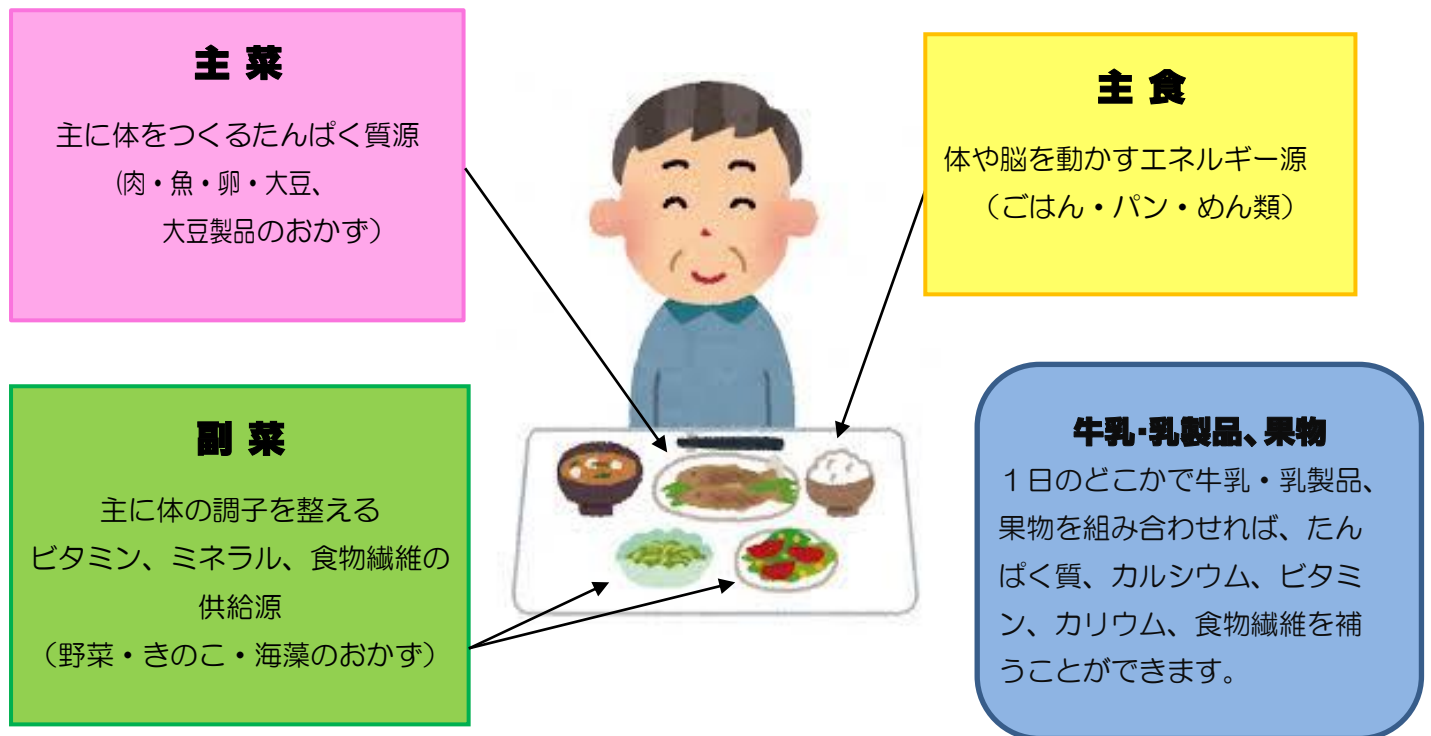 主 菜
主に体をつくるたんぱく質源
(肉・魚・卵・大豆、
大豆製品のおかず）
主 食
体や脳を動かすエネルギー源
（ごはん・パン・めん類）
副 菜
主に体の調子を整える
ビタミン、ミネラル、食物繊維の
供給源
（野菜・きのこ・海藻のおかず）
牛乳・乳製品、果物
１日のどこかで牛乳・乳製品、
果物を組み合わせれば、たん
ぱく質、カルシウム、ビタミ
ン、カリウム、食物繊維を補
うことができます。